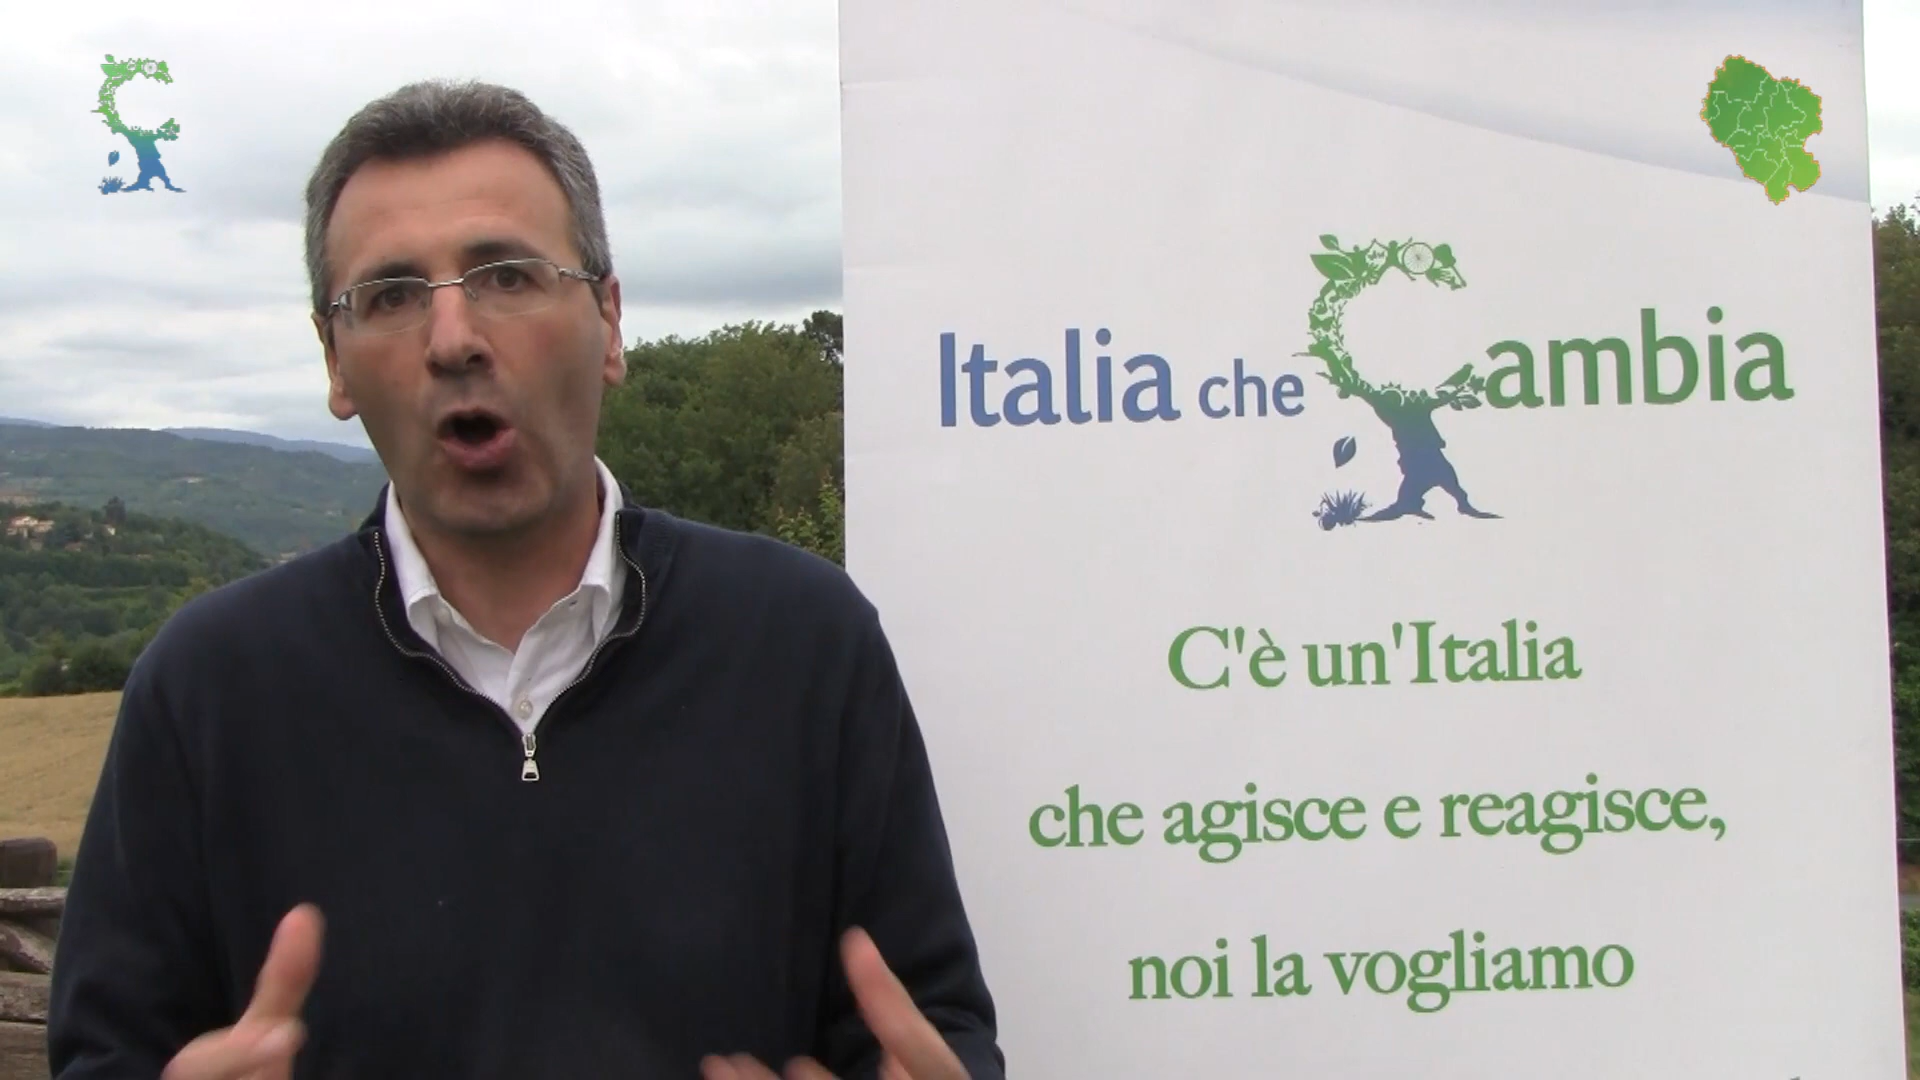 Italia che Cambia
C'è un'Italia
che agisce e reagisce,
noi la vogliamo